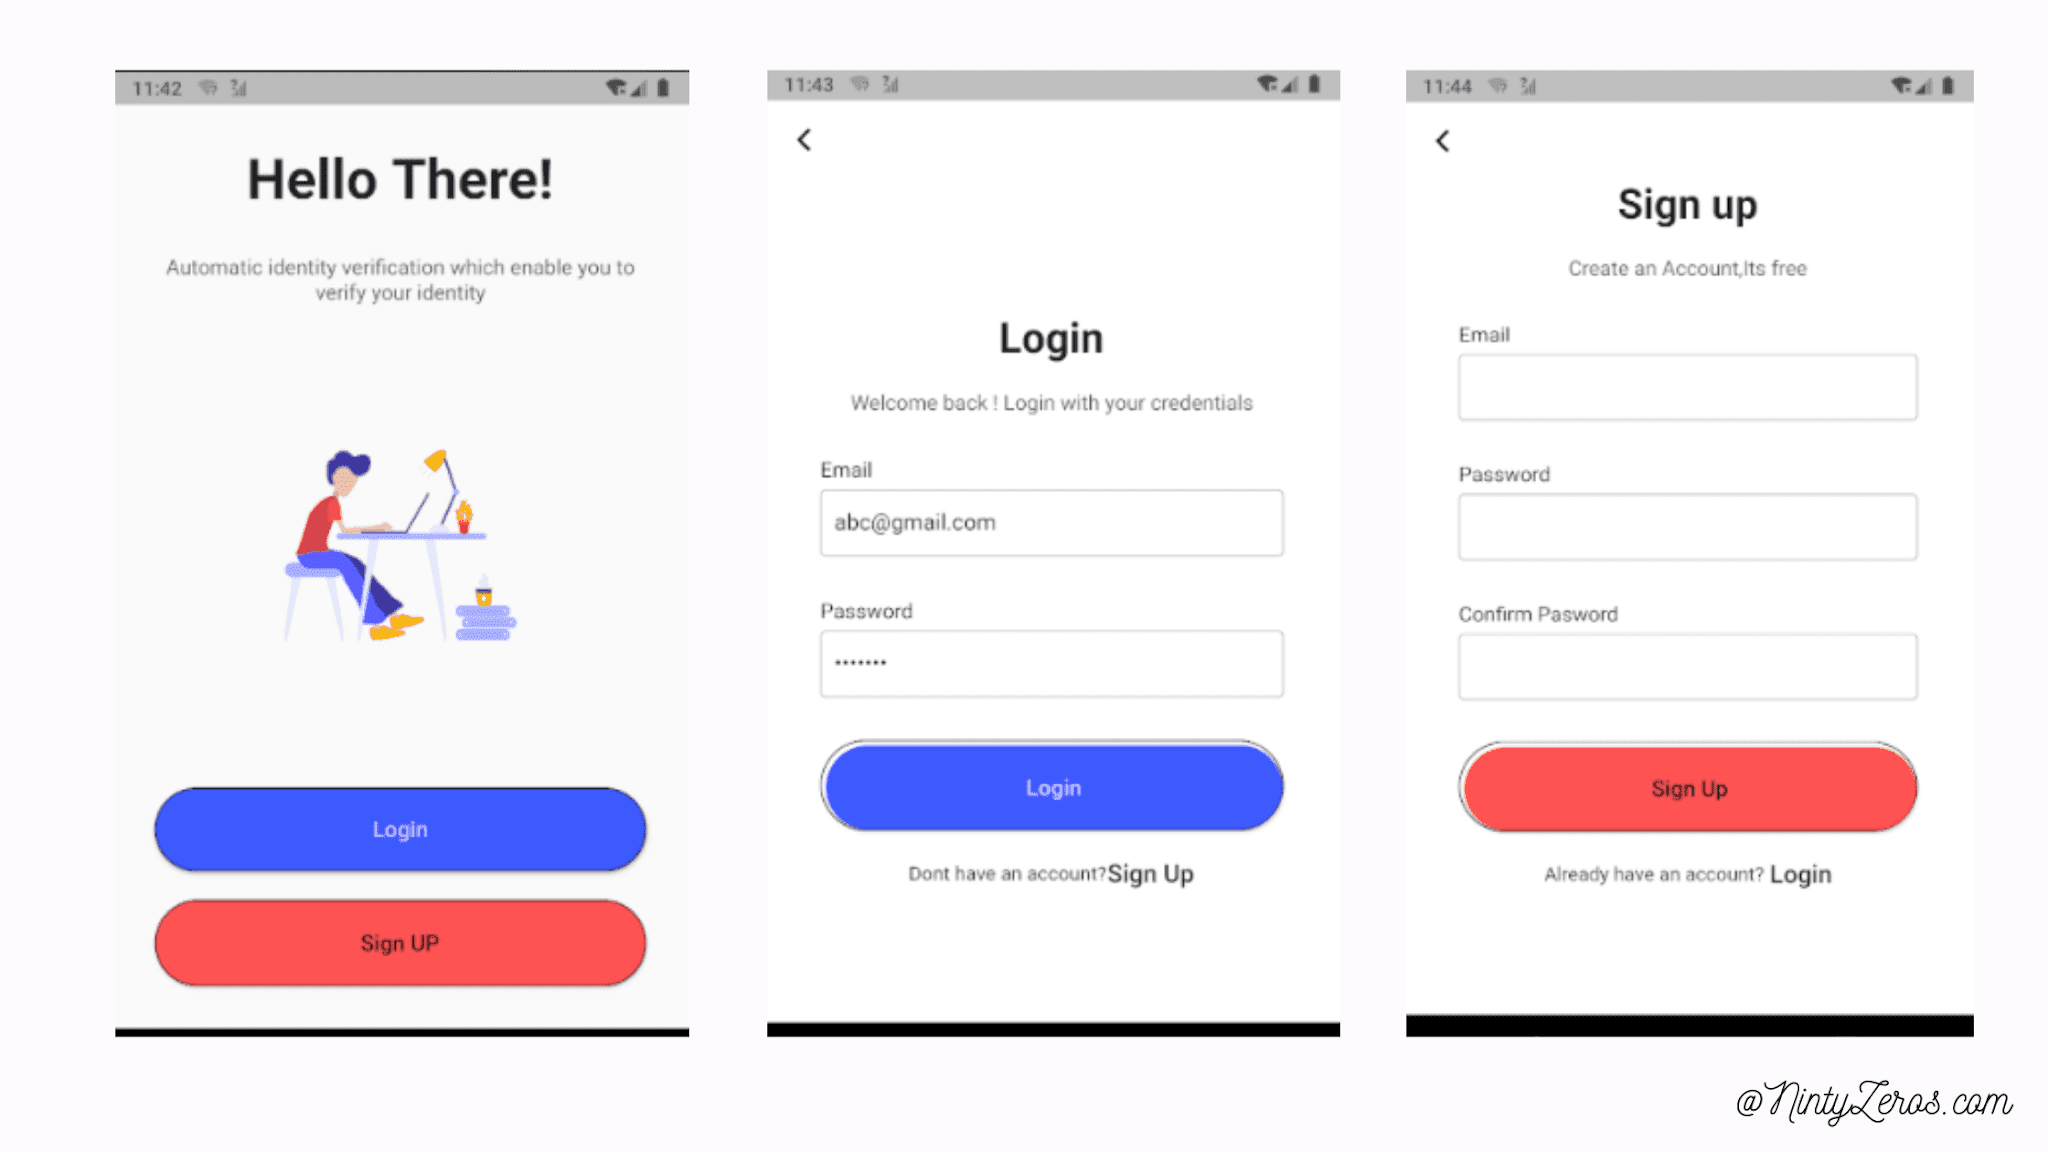 11:42
Hello There!
Automatic identity verification which enable you to
verify your identity
Login
Sign UP
11:43
Login
Welcome back ! Login with your credentials
Email
abc@gmail.com
Password
•••••••
Login
Dont have an account?Sign Up
11:44
Sign up
Create an Account,Its free
Email
Password
Confirm Pasword
Sign Up
Already have an account? Login
@NintyZeros.com